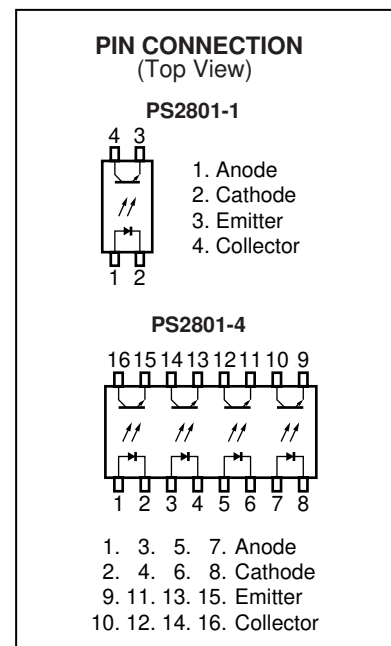 PIN CONNECTION
(Top View)
PS2801-1
4 3
1. Anode
2. Cathode
3. Emitter
4. Collector
1 2
PS2801-4
16 15 14 13 12 11 10 9
1 2 3 4 5 6 7 8
1. 3. 5. 7. Anode
2. 4. 6. 8. Cathode
9. 11. 13. 15. Emitter
10. 12. 14. 16. Collector